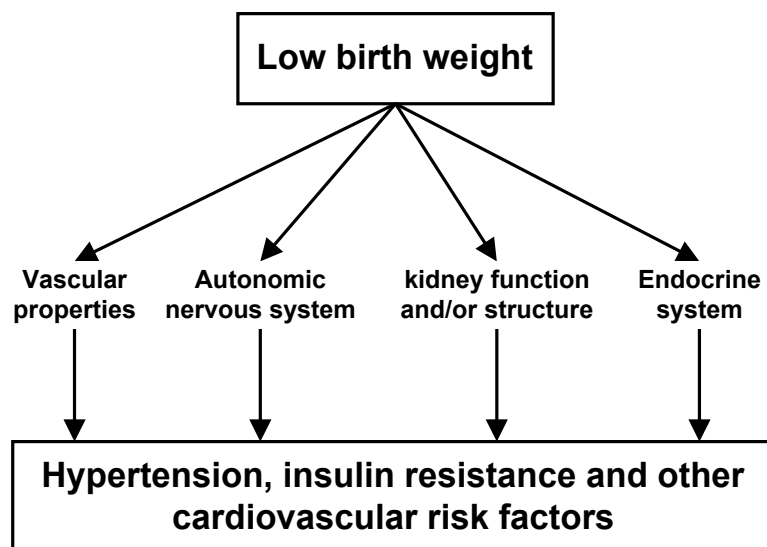 Low birth weight
Vascular
properties
Autonomic
nervous system
kidney function
and/or structure
Endocrine
system
Hypertension, insulin resistance and other
cardiovascular risk factors